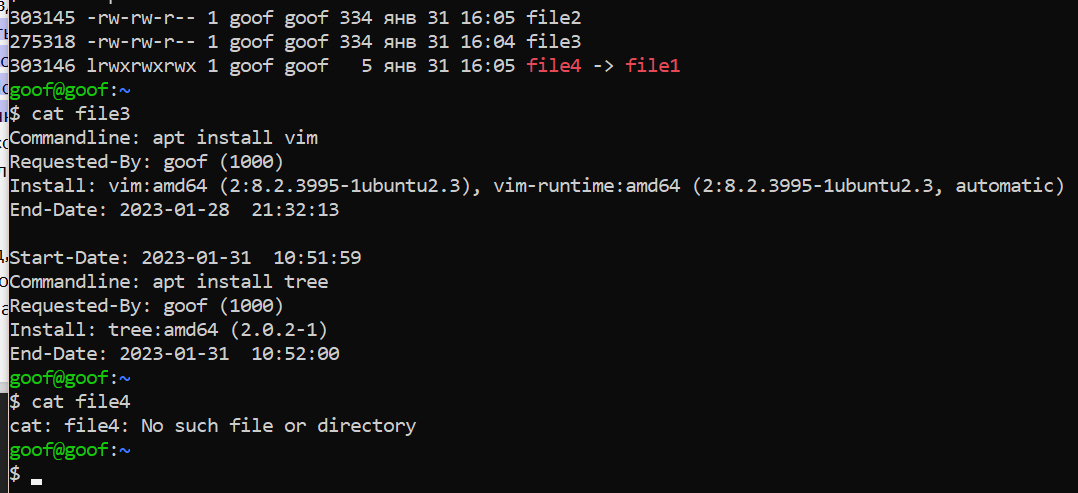 303145 -rw-rw-r-- 1 goof goof 334 янв 31 16:05 file2
275318 -rw-rw-r-- 1 goof goof 334 янв 31 16:04 file3
303146 lrwxrwxrwx 1 goof goof   5 янв 31 16:05 file4 -> file1
goof@goof:~
$ cat file3
Commandline: apt install vim
Requested-By: goof (1000)
Install: vim:amd64 (2:8.2.3995-1ubuntu2.3), vim-runtime:amd64 (2:8.2.3995-1ubuntu2.3, automatic)
End-Date: 2023-01-28  21:32:13

Start-Date: 2023-01-31  10:51:59
Commandline: apt install tree
Requested-By: goof (1000)
Install: tree:amd64 (2.0.2-1)
End-Date: 2023-01-31  10:52:00
goof@goof:~
$ cat file4
cat: file4: No such file or directory
goof@goof:~
$